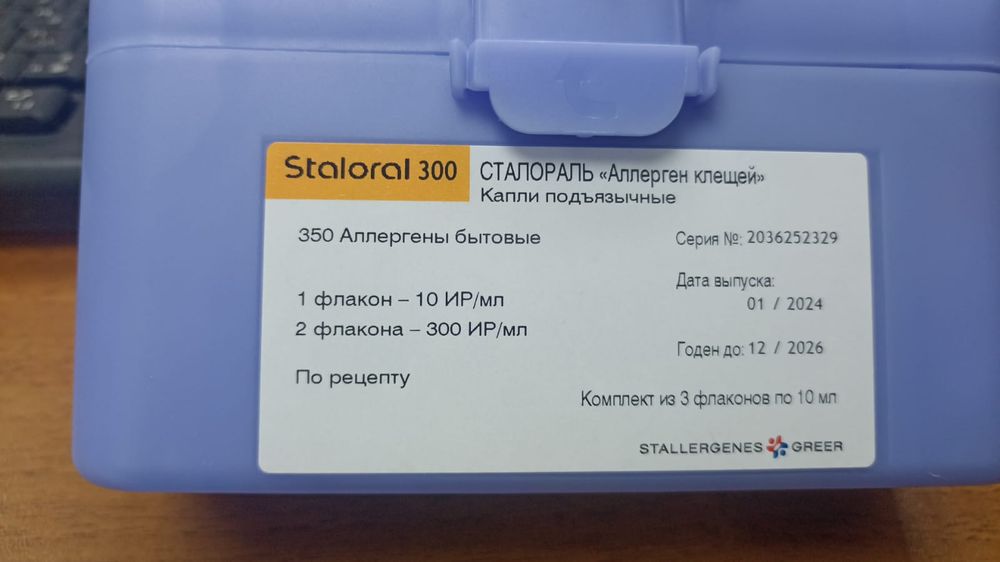 Staloral 300
СТАЛОРАЛЬ «Аллерген клещей»
Капли подъязычные
350 Аллергены бытовые
Серия №: 2036252329
Дата выпуска:
01 / 2024
1 флакон – 10 ИР/мл
2 флакона – 300 ИР/мл
Годен до: 12 / 2026
По рецепту
Комплект из 3 флаконов по 10 мл
STALLERGENES GREER